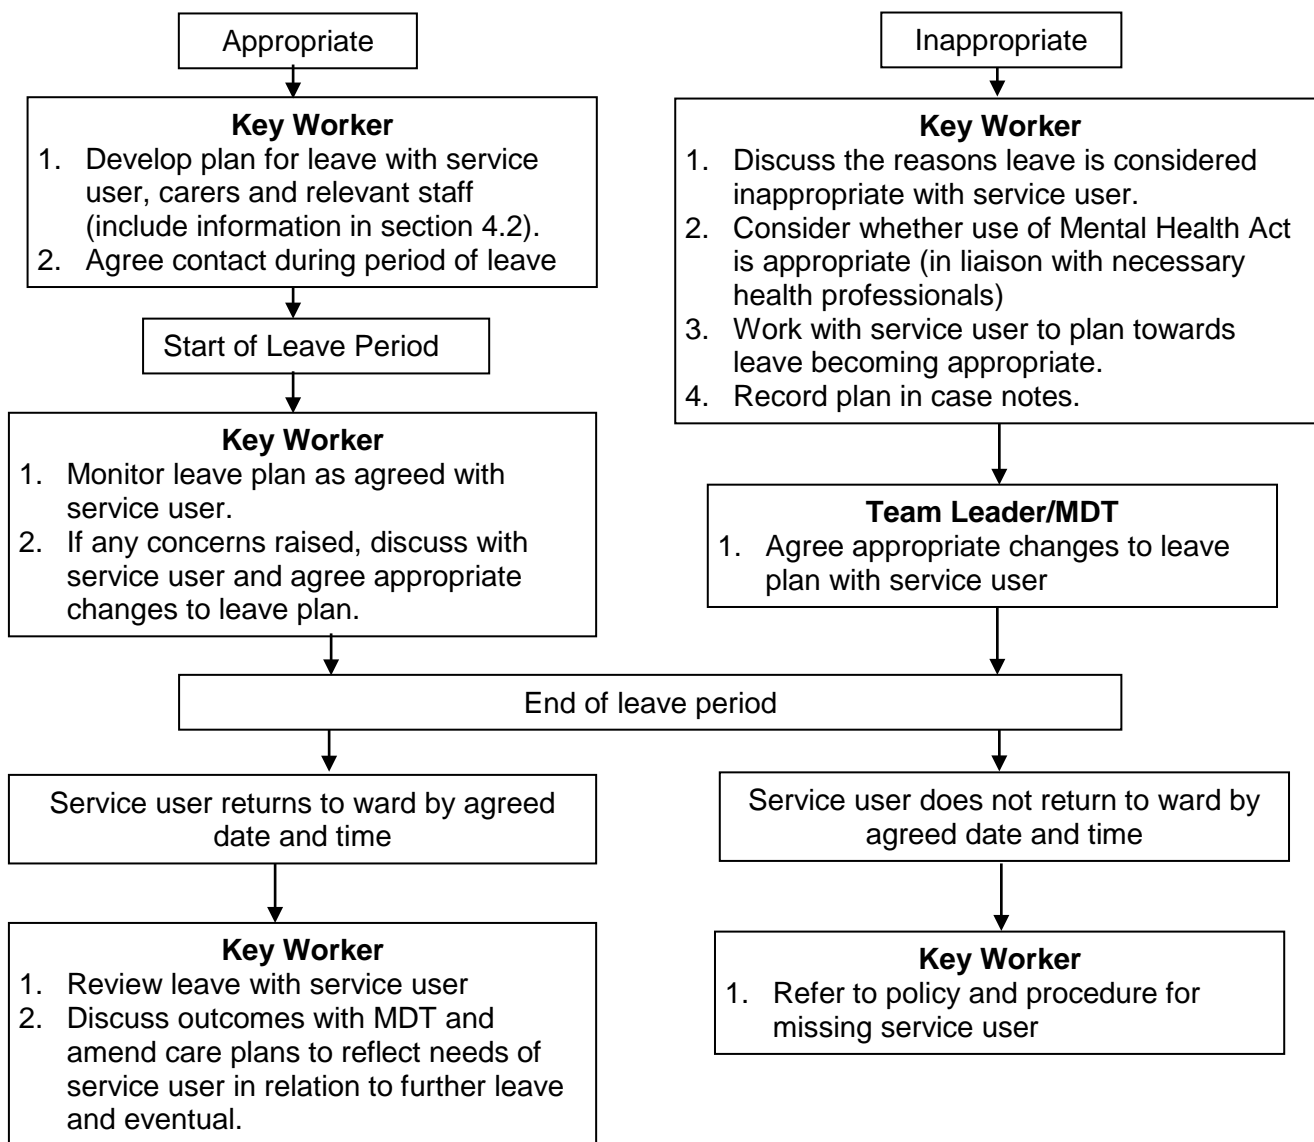 Appropriate
Inappropriate
Key Worker
1. Develop plan for leave with service
user, carers and relevant staff
(include information in section 4.2).
2. Agree contact during period of leave
Key Worker
1. Discuss the reasons leave is considered
inappropriate with service user.
2. Consider whether use of Mental Health Act
is appropriate (in liaison with necessary
health professionals)
3. Work with service user to plan towards
leave becoming appropriate.
4. Record plan in case notes.
Start of Leave Period
Key Worker
1. Monitor leave plan as agreed with
service user.
2. If any concerns raised, discuss with
service user and agree appropriate
changes to leave plan.
Team Leader/MDT
1. Agree appropriate changes to leave
plan with service user
End of leave period
Service user returns to ward by agreed
date and time
Service user does not return to ward by
agreed date and time
Key Worker
1. Review leave with service user
2. Discuss outcomes with MDT and
amend care plans to reflect needs of
service user in relation to further leave
and eventual.
Key Worker
1. Refer to policy and procedure for
missing service user